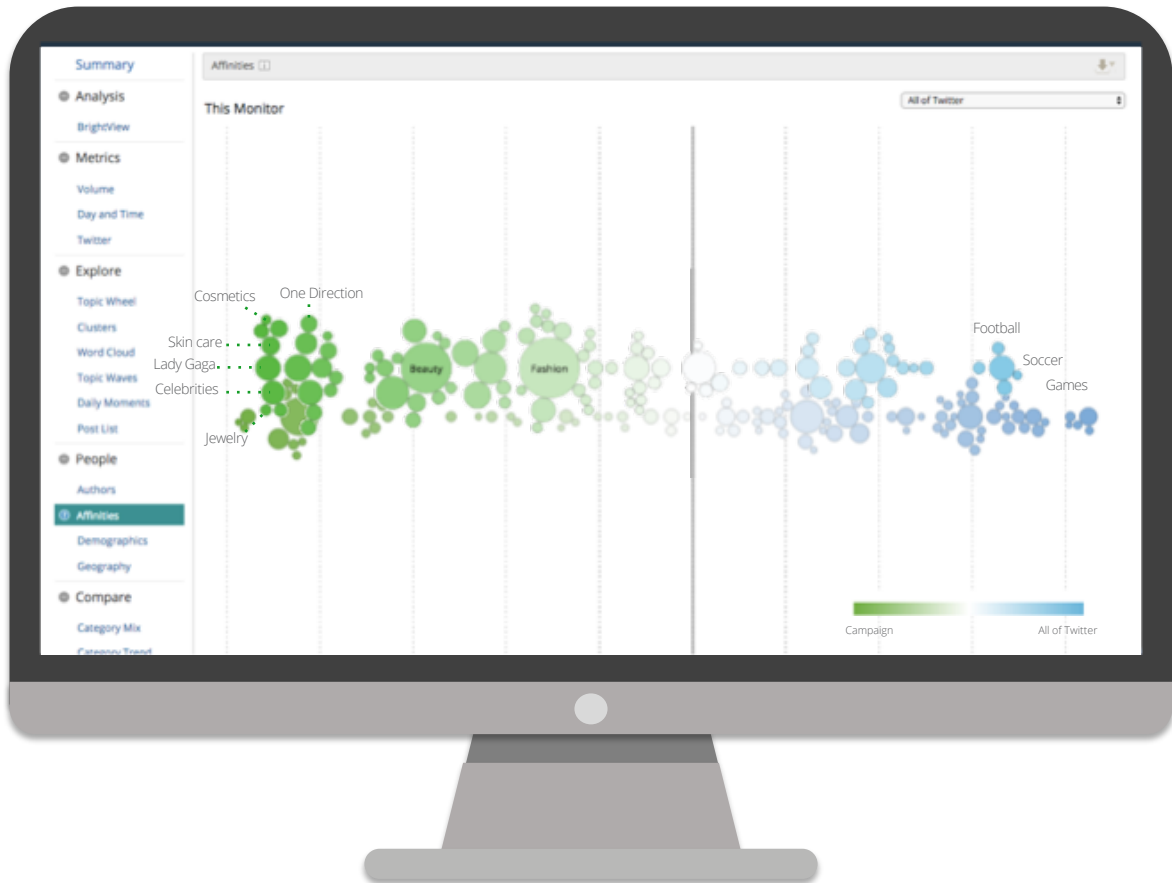 Summary
Analysis
BrightView
Metrics
Volume
Day and Time
Twitter
Explore
Topic Wheel
Clusters
Word Cloud
Topic Waves
Daily Moments
Post List
People
Authors
Affinities
Demographics
Geography
Compare
Category Mix
Category Trend
Affinities
This Monitor
All of Twitter
Cosmetics
One Direction
Skin care
Lady Gaga
Celebrities
Jewelry
Beauty
Fashion
Football
Soccer
Games
Campaign
All of Twitter